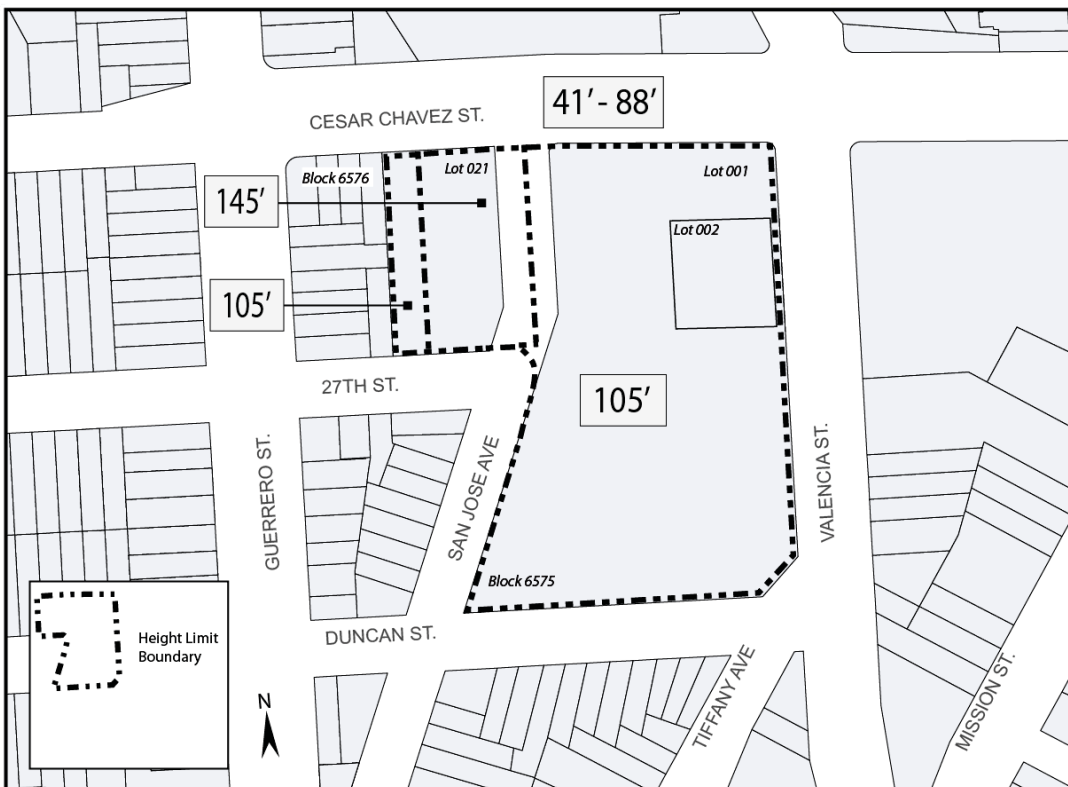 41' - 88'
CESAR CHAVEZ ST.
Block 6576
Lot 021
Lot 001
145'
Lot 002
105'
27TH ST.
105'
GUERRERO ST.
SAN JOSE AVE
VALENCIA ST.
Block 6575
DUNCAN ST.
Height Limit
Boundary
TIFFANY AVE
MISSION ST.
N